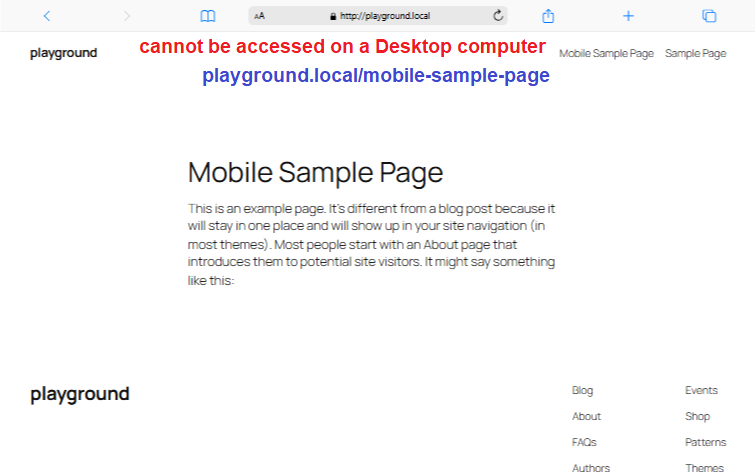 AA http://playground.local
cannot be accessed on a Desktop computer
playground Mobile Sample Page Sample Page
playground.local/mobile-sample-page
Mobile Sample Page
This is an example page. It's different from a blog post because it
will stay in one place and will show up in your site navigation (in
most themes). Most people start with an About page that
introduces them to potential site visitors. It might say something
like this:
playground
Blog Events
About Shop
FAQs Patterns
Authors Themes